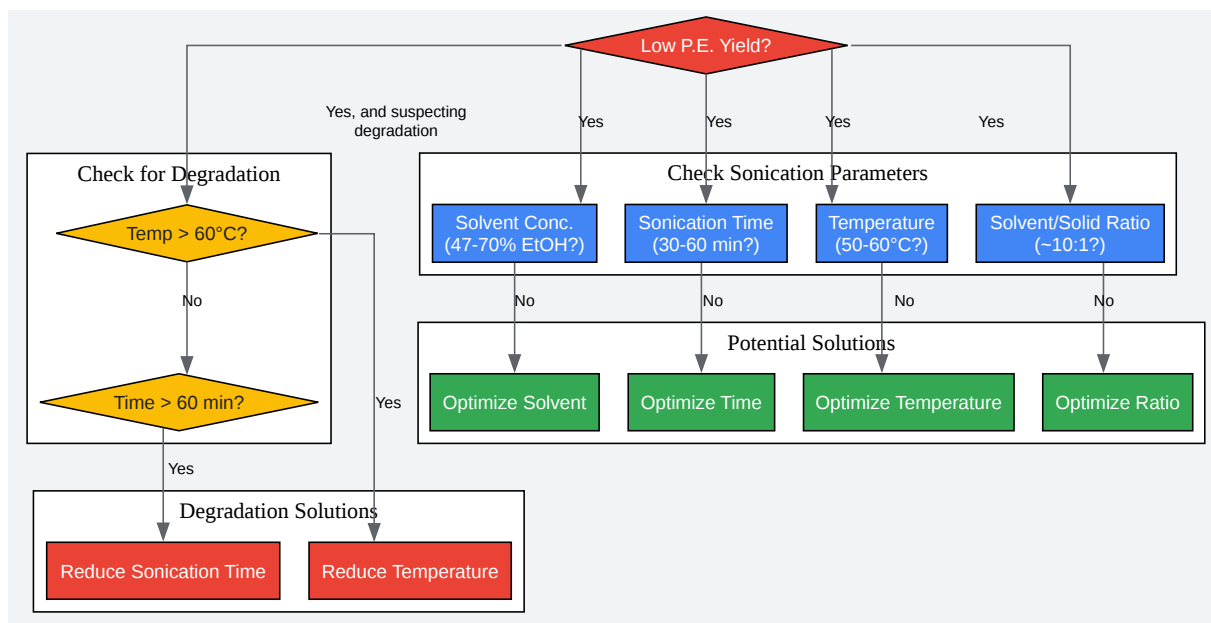 Low P.E. Yield?
Yes, and suspecting
degradation
Yes
Yes
Yes
Yes
Check for Degradation
Check Sonication Parameters
Temp > 60°C?
Solvent Conc.
(47-70% EtOH?)
Sonication Time
(30-60 min?)
Temperature
(50-60°C?)
Solvent/Solid Ratio
(~10:1?)
No
No
No
No
No
Potential Solutions
Time > 60 min?
Yes
Optimize Solvent
Optimize Time
Optimize Temperature
Optimize Ratio
Yes
Degradation Solutions
Reduce Sonication Time
Reduce Temperature